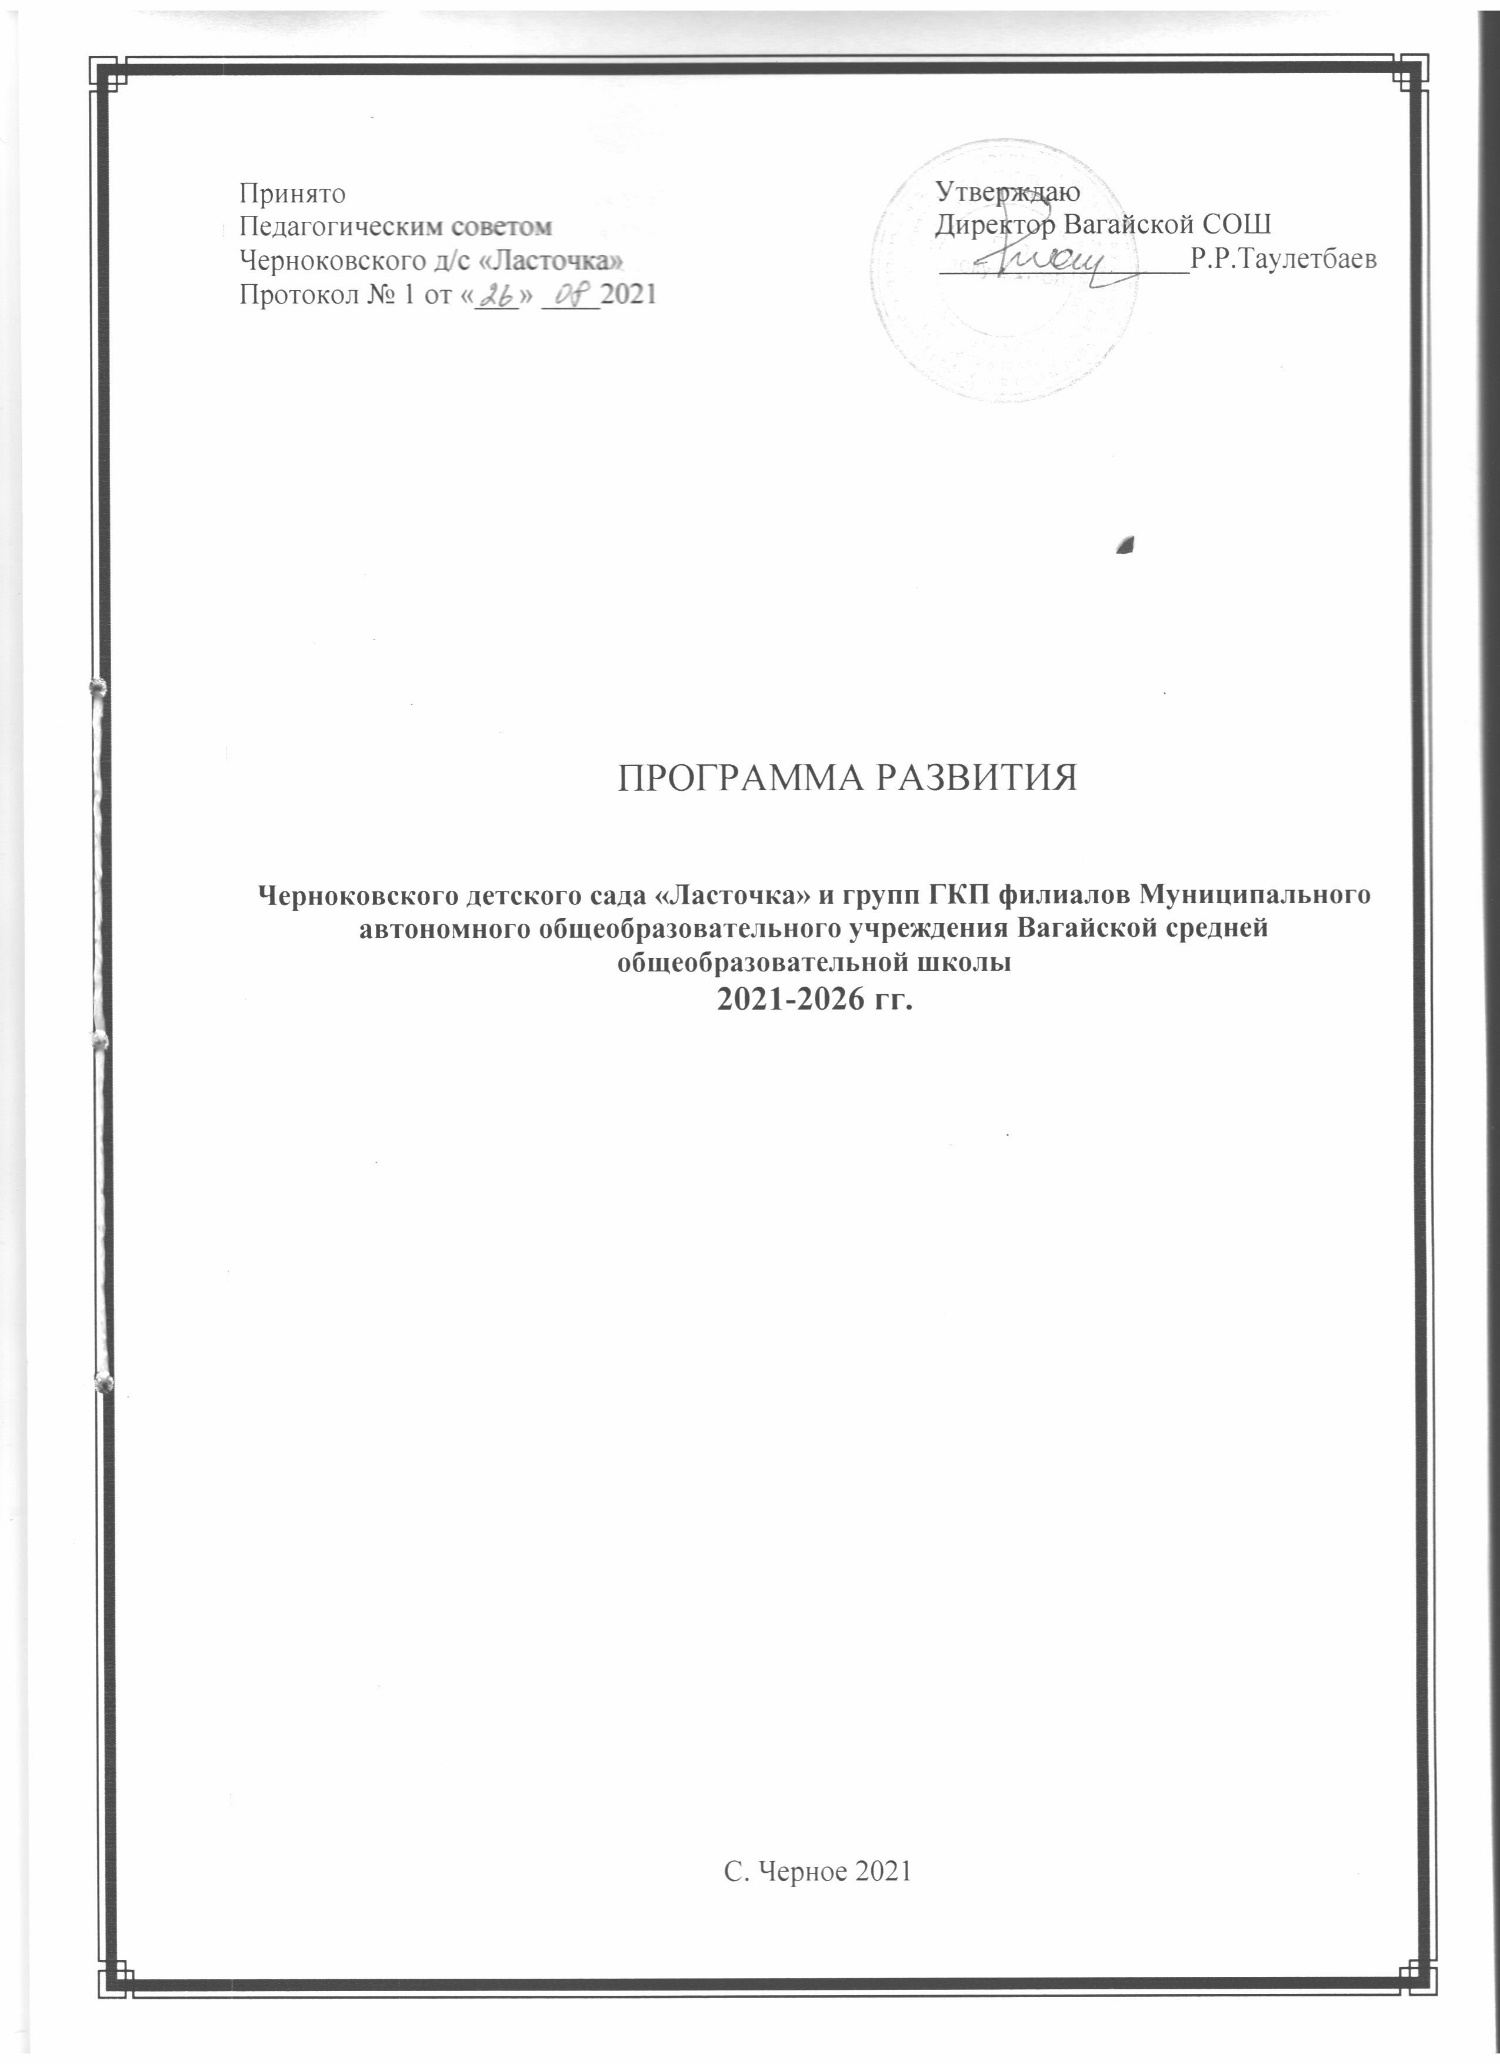 Принято
Педагогическим советом
Черноковского д/с «Ласточка»
Протокол № 1 от «26» 08 2021
Утверждаю
Директор Вагайской СОШ
Р.Р.Таулетбаев
ПРОГРАММА РАЗВИТИЯ
Черноковского детского сада «Ласточка» и групп ГКП филиалов Муниципального
автономного общеобразовательного учреждения Вагайской средней
общеобразовательной школы
2021-2026 гг.
С. Черное 2021